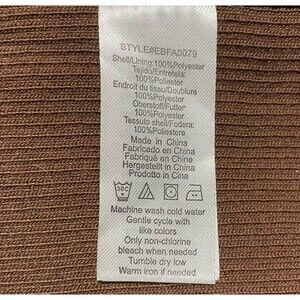 STYLE#EBFA0079
Shell/Lining:100%Polyester
Tejido/Entretela:
100%Poliester
Endroit du tissu/Doublure
100%Polyester
Oberstoff/Futter:
100%Polyester
Tessuto scelto/Fodera:
100%Poliestere
Made in China
Fabricado en China
Fabriqué en Chine
Hergestellt in China
Prodotto in Cina
30C
Machine wash cold water
Gentle cycle with
like colors
Only non-chlorine
bleach when needed
Tumble dry low
Warm iron if needed